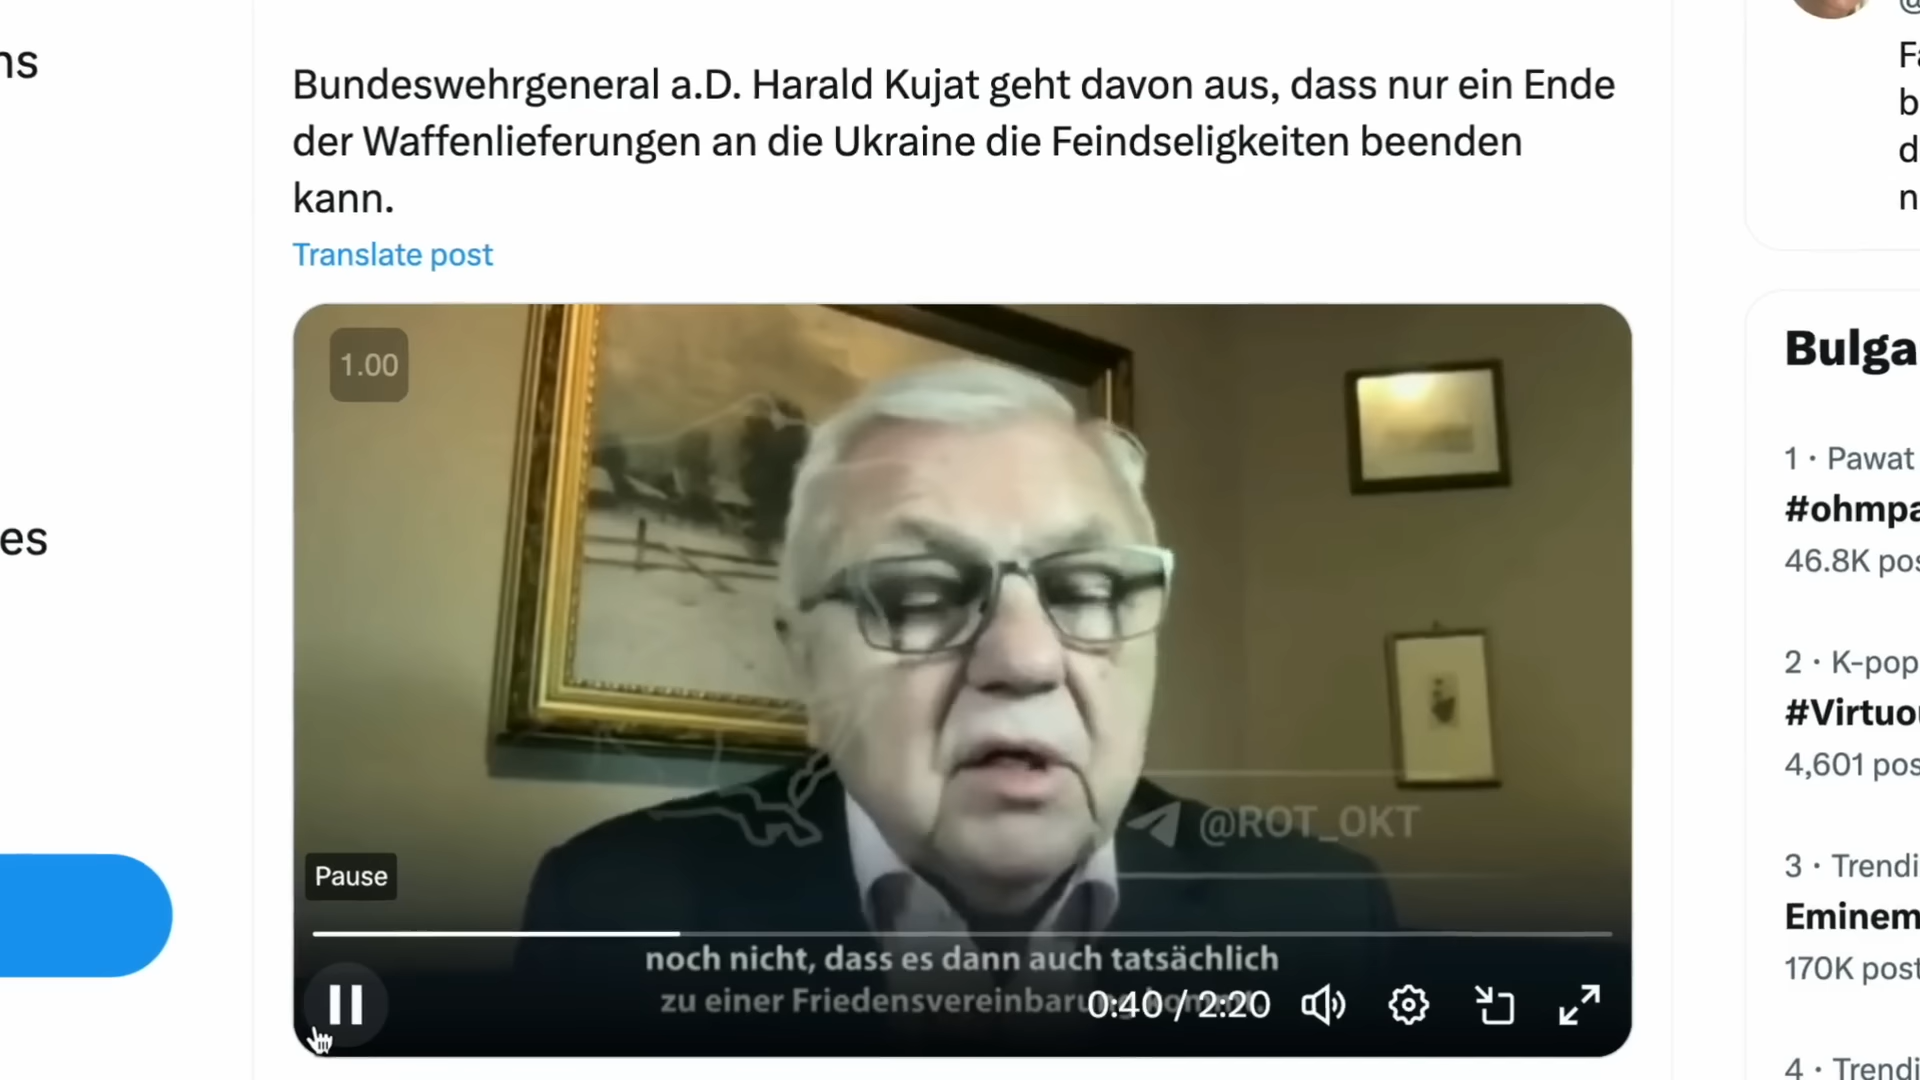 ns
es
Bundeswehrgeneral a.D. Harald Kujat geht davon aus, dass nur ein Ende
der Waffenlieferungen an die Ukraine die Feindseligkeiten beenden
kann.
Translate post
1.00
@ROT_OKT
Pause
noch nicht, dass es dann auch tatsächlich
zu einer Friedensvereinbarung
0:40 / 2:20
@
Fa
b
d
n
Bulga
1 · Pawat
#ohmpa
46.8K pos
2 · K-pop
#Virtuo
4,601 pos
3 · Trendi
Eminem
170K post
4 · Trendi